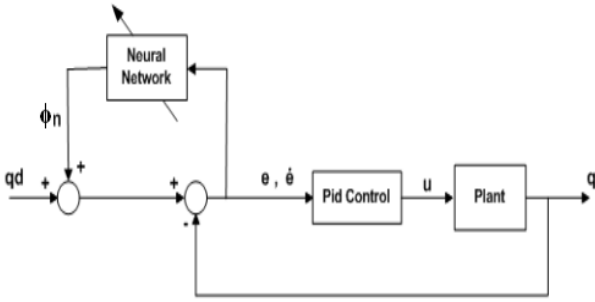 Neural
Network
ϕn
qd
+
+
+
-
e , ė
Pid Control
u
Plant
q